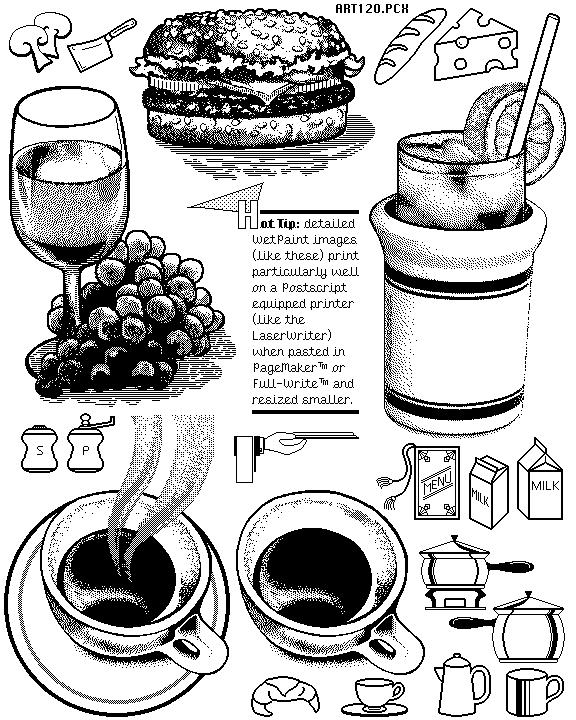 ART120.PCX
Hot Tip: detailed
WetPaint images
(like these) print
particularly well
on a Postscript
equipped printer
(like the
LaserWriter)
when pasted in
PageMaker™ or
Full-Write™ and
resized smaller.
S P
MENU
MILK
MILK